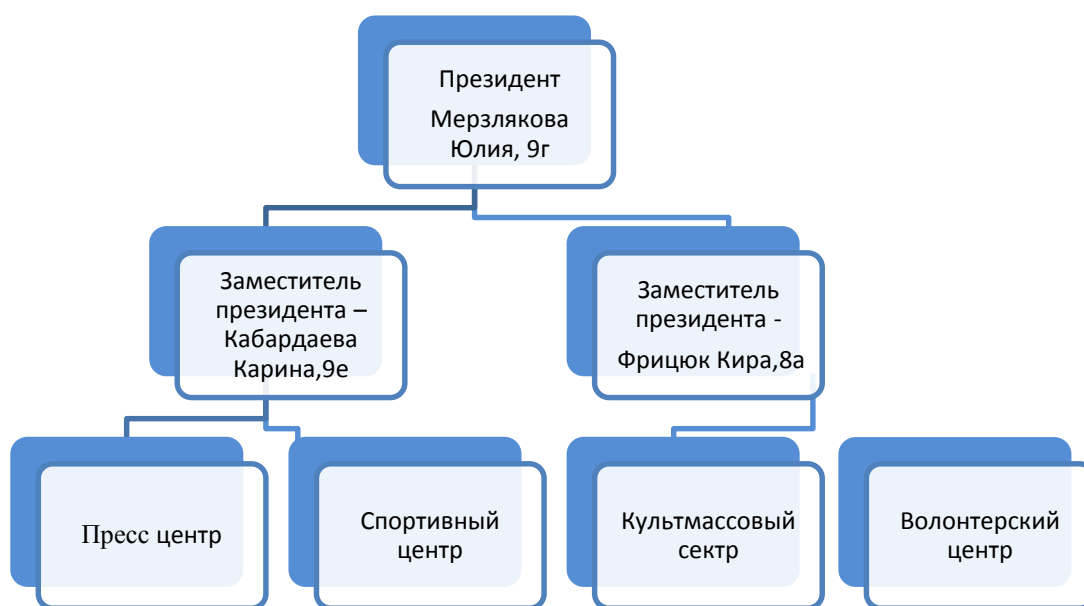 Президент
Мерзлякова
Юлия, 9г
Заместитель
президента –
Кабардаева
Карина,9е
Заместитель
президента -
Фрицюк Кира,8а
Пресс центр
Спортивный
центр
Культмассовый
сектр
Волонтерский
центр